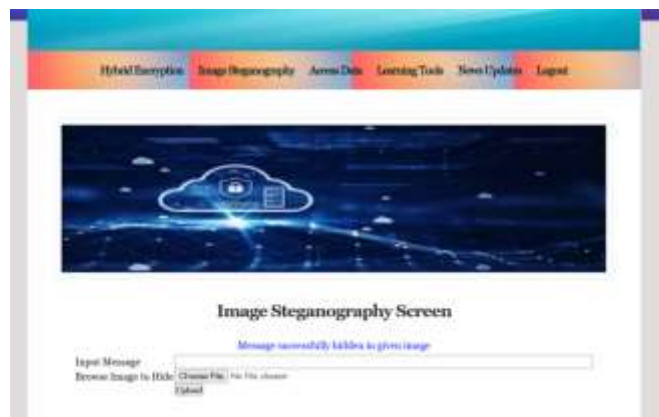 Hybrid Encryption Image Steganography Access Data Learning Tools News Updates Logout
Image Steganography Screen
Message successfully hidden in given image
Input Message
Browse Image to Hide Choose File No file chosen
Upload